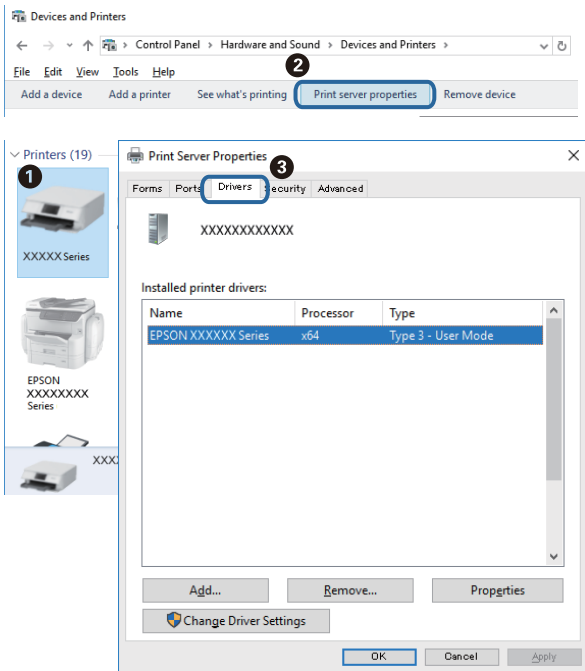 Devices and Printers
Control Panel > Hardware and Sound > Devices and Printers >
File Edit View Tools Help
2
Add a device Add a printer See what's printing Print server properties Remove device
Printers (19)
1
XXXXX Series
EPSON
XXXXXXXX
Series
XXX
Print Server Properties
3
Forms Ports Drivers Security Advanced
XXXXXXXXXXXX
Installed printer drivers:
Name Processor Type
EPSON XXXXXX Series x64 Type 3 - User Mode
Add... Remove... Properties
Change Driver Settings
OK Cancel Apply